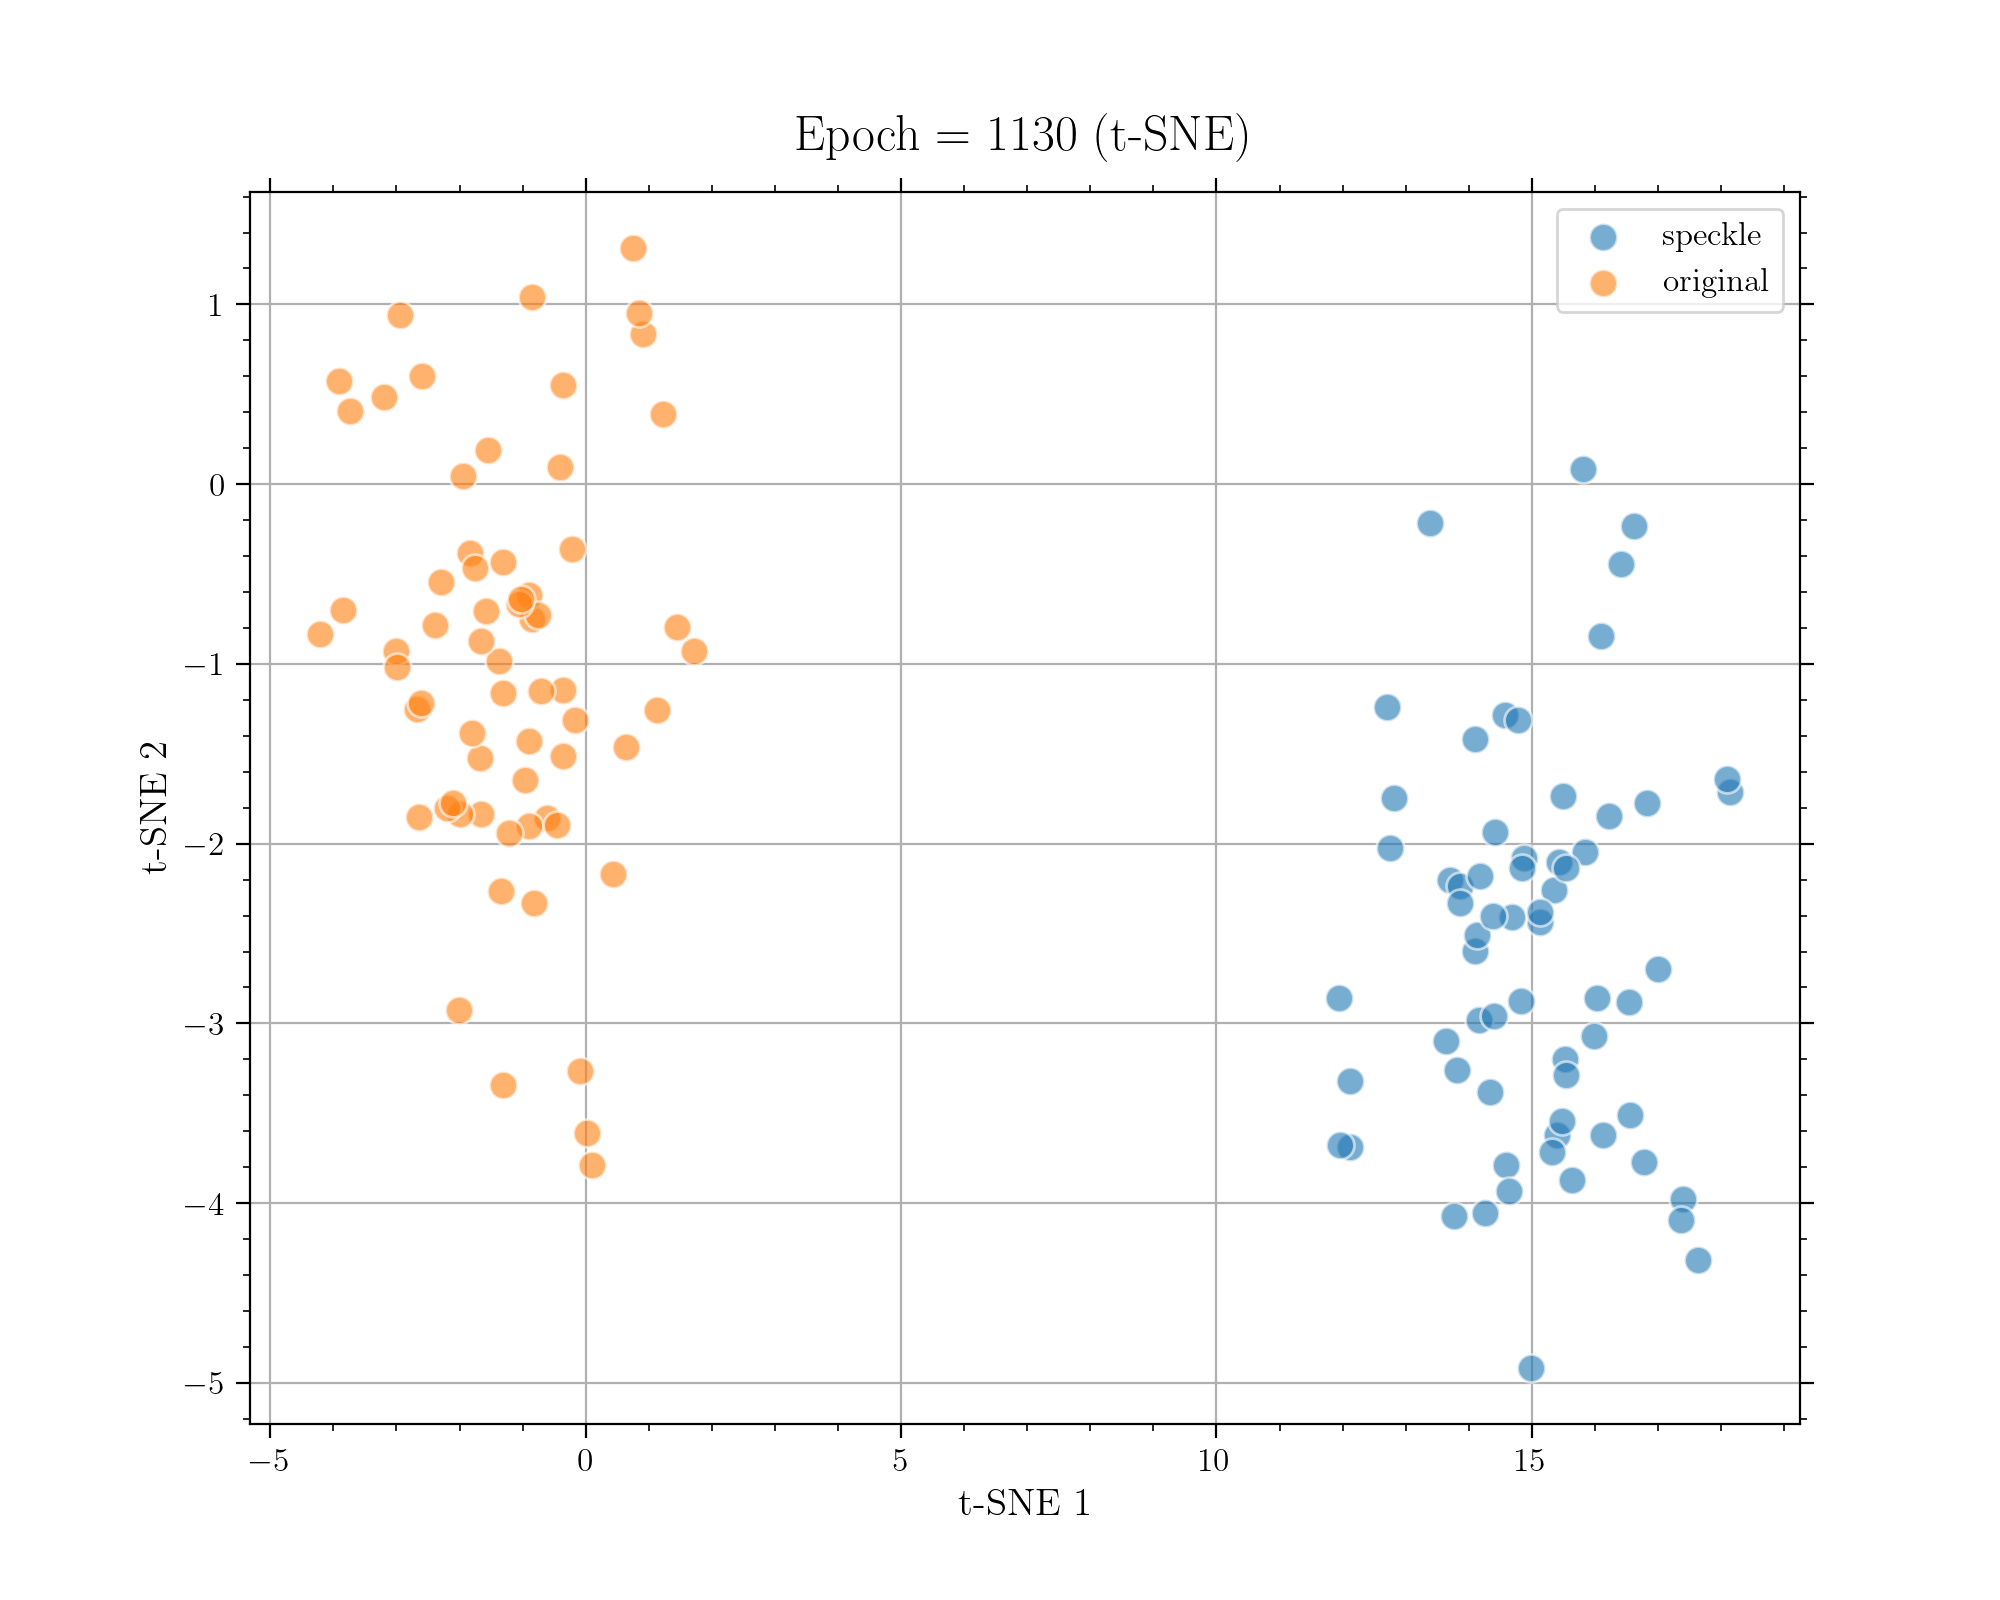 Epoch = 1130 (t-SNE)
speckle
original
1
0
−1
−2
−3
−4
−5
t-SNE 2
−5 0 5 10 15
t-SNE 1